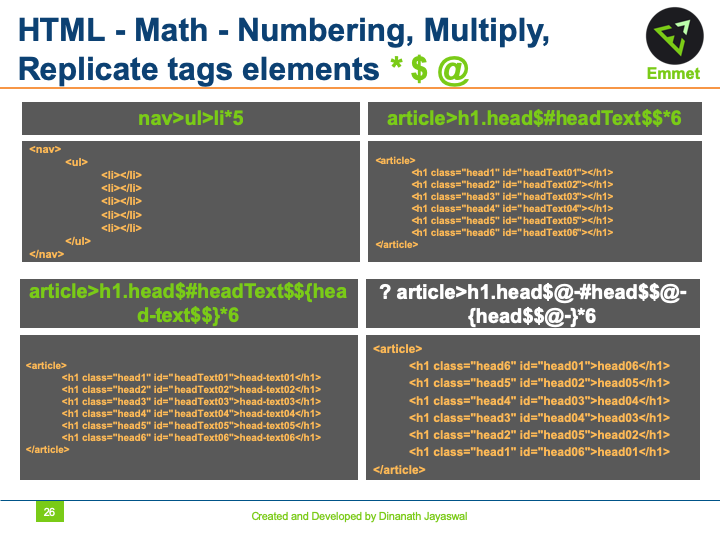 HTML - Math - Numbering, Multiply,
Replicate tags elements * $ @
Emmet
nav>ul>li*5
<nav>
<ul>
<li></li>
<li></li>
<li></li>
<li></li>
<li></li>
</ul>
</nav>
article>h1.head$#headText$$*6
<article>
<h1 class="head1" id="headText01"></h1>
<h1 class="head2" id="headText02"></h1>
<h1 class="head3" id="headText03"></h1>
<h1 class="head4" id="headText04"></h1>
<h1 class="head5" id="headText05"></h1>
<h1 class="head6" id="headText06"></h1>
</article>
article>h1.head$#headText$${hea
d-text$$}*6
<article>
<h1 class="head1" id="headText01">head-text01</h1>
<h1 class="head2" id="headText02">head-text02</h1>
<h1 class="head3" id="headText03">head-text03</h1>
<h1 class="head4" id="headText04">head-text04</h1>
<h1 class="head5" id="headText05">head-text05</h1>
<h1 class="head6" id="headText06">head-text06</h1>
</article>
? article>h1.head$@-#head$$@-
{head$$@-}*6
<article>
<h1 class="head6" id="head01">head06</h1>
<h1 class="head5" id="head02">head05</h1>
<h1 class="head4" id="head03">head04</h1>
<h1 class="head3" id="head04">head03</h1>
<h1 class="head2" id="head05">head02</h1>
<h1 class="head1" id="head06">head01</h1>
</article>
26
Created and Developed by Dinanath Jayaswal